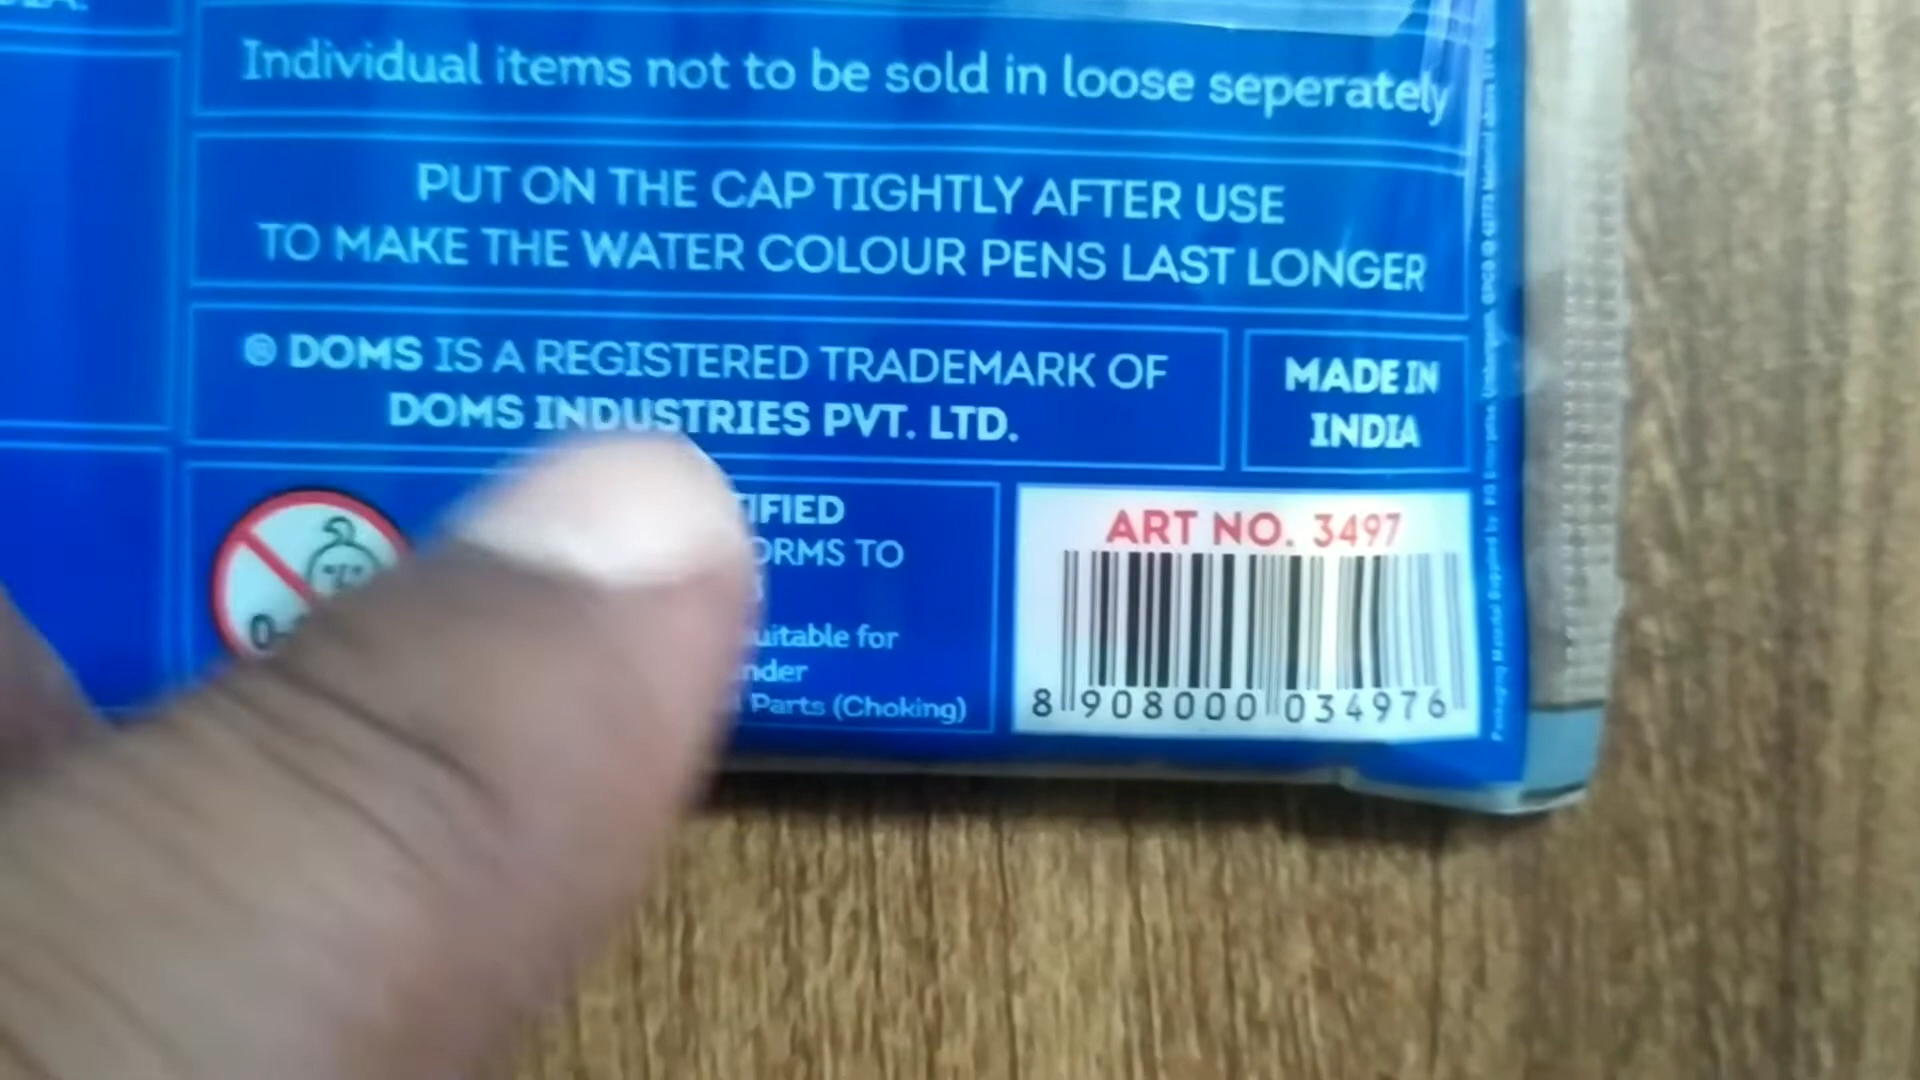 Individual items not to be sold in loose seperately
PUT ON THE CAP TIGHTLY AFTER USE
TO MAKE THE WATER COLOUR PENS LAST LONGER
® DOMS IS A REGISTERED TRADEMARK OF
DOMS INDUSTRIES PVT. LTD.
MADE IN
INDIA
TO
for
Parts (Choking)
ART NO. 3497
8 908000 034976